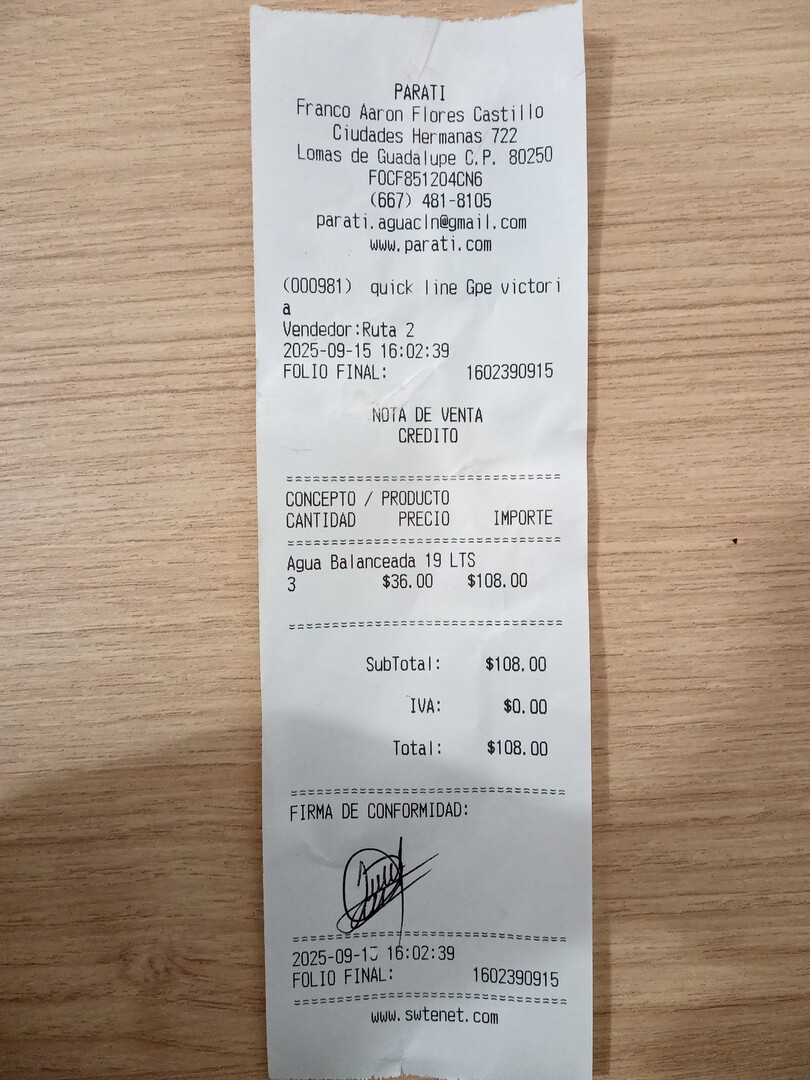 PARATI
Franco Aaron Flores Castillo
Ciudades Hermanas 722
Lomas de Guadalupe C.P. 80250
FOCF851204CN6
(667) 481-8105
parati.aguacln@gmail.com
www.parati.com
(000981) quick line Gpe victori
a
Vendedor:Ruta 2
2025-09-15 16:02:39
FOLIO FINAL: 1602390915
NOTA DE VENTA
CREDITO
===============================
CONCEPTO / PRODUCTO
CANTIDAD PRECIO IMPORTE
===============================
Agua Balanceada 19 LTS
3 $36.00 $108.00
===============================
SubTotal: $108.00
IVA: $0.00
Total: $108.00
===============================
FIRMA DE CONFORMIDAD:
===============================
2025-09-15 16:02:39
FOLIO FINAL: 1602390915
===============================
www.swtenet.com